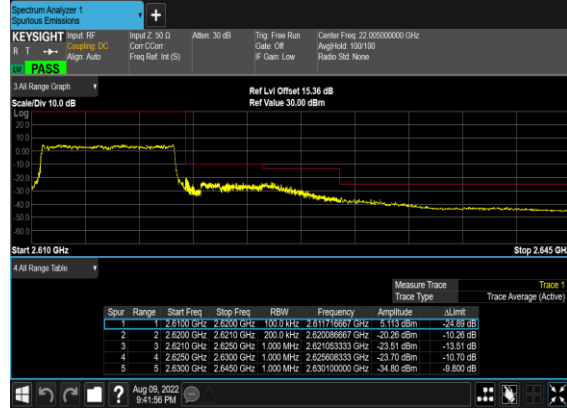 Spectrum Analyzer 1
Spurious Emissions
KEYSIGHT Input: RF Input Z: 50 Ω Atten: 30 dB Trig: Free Run Center Freq: 22.005000000 GHz
R T Coupling: DC Corr CCorr Gate: Off Avg|Hold: 100/100
Align: Auto Freq Ref: Int (S) IF Gain: Low Radio Std: None
PASS
3 All Range Graph
Ref Lvl Offset 15.36 dB
Scale/Div 10.0 dB Ref Value 30.00 dBm
Log
20.0
10.0
0.00
-10.0
-20.0
-30.0
-40.0
-50.0
-60.0
Start 2.610 GHz Stop 2.645 GHz
4 All Range Table
Measure Trace Trace 1
Trace Type Trace Average (Active)
Spur Range Start Freq Stop Freq RBW Frequency Amplitude ΔLimit
1 1 2.6100 GHz 2.6200 GHz 100.0 kHz 2.611716667 GHz 5.113 dBm -24.89 dB
2 2 2.6200 GHz 2.6210 GHz 200.0 kHz 2.620086667 GHz -20.26 dBm -10.26 dB
3 3 2.6210 GHz 2.6250 GHz 1.000 MHz 2.621053333 GHz -23.51 dBm -13.51 dB
4 4 2.6250 GHz 2.6300 GHz 1.000 MHz 2.625608333 GHz -23.70 dBm -10.70 dB
5 5 2.6300 GHz 2.6450 GHz 1.000 MHz 2.630100000 GHz -34.80 dBm -9.800 dB
Aug 09, 2022
9:41:56 PM